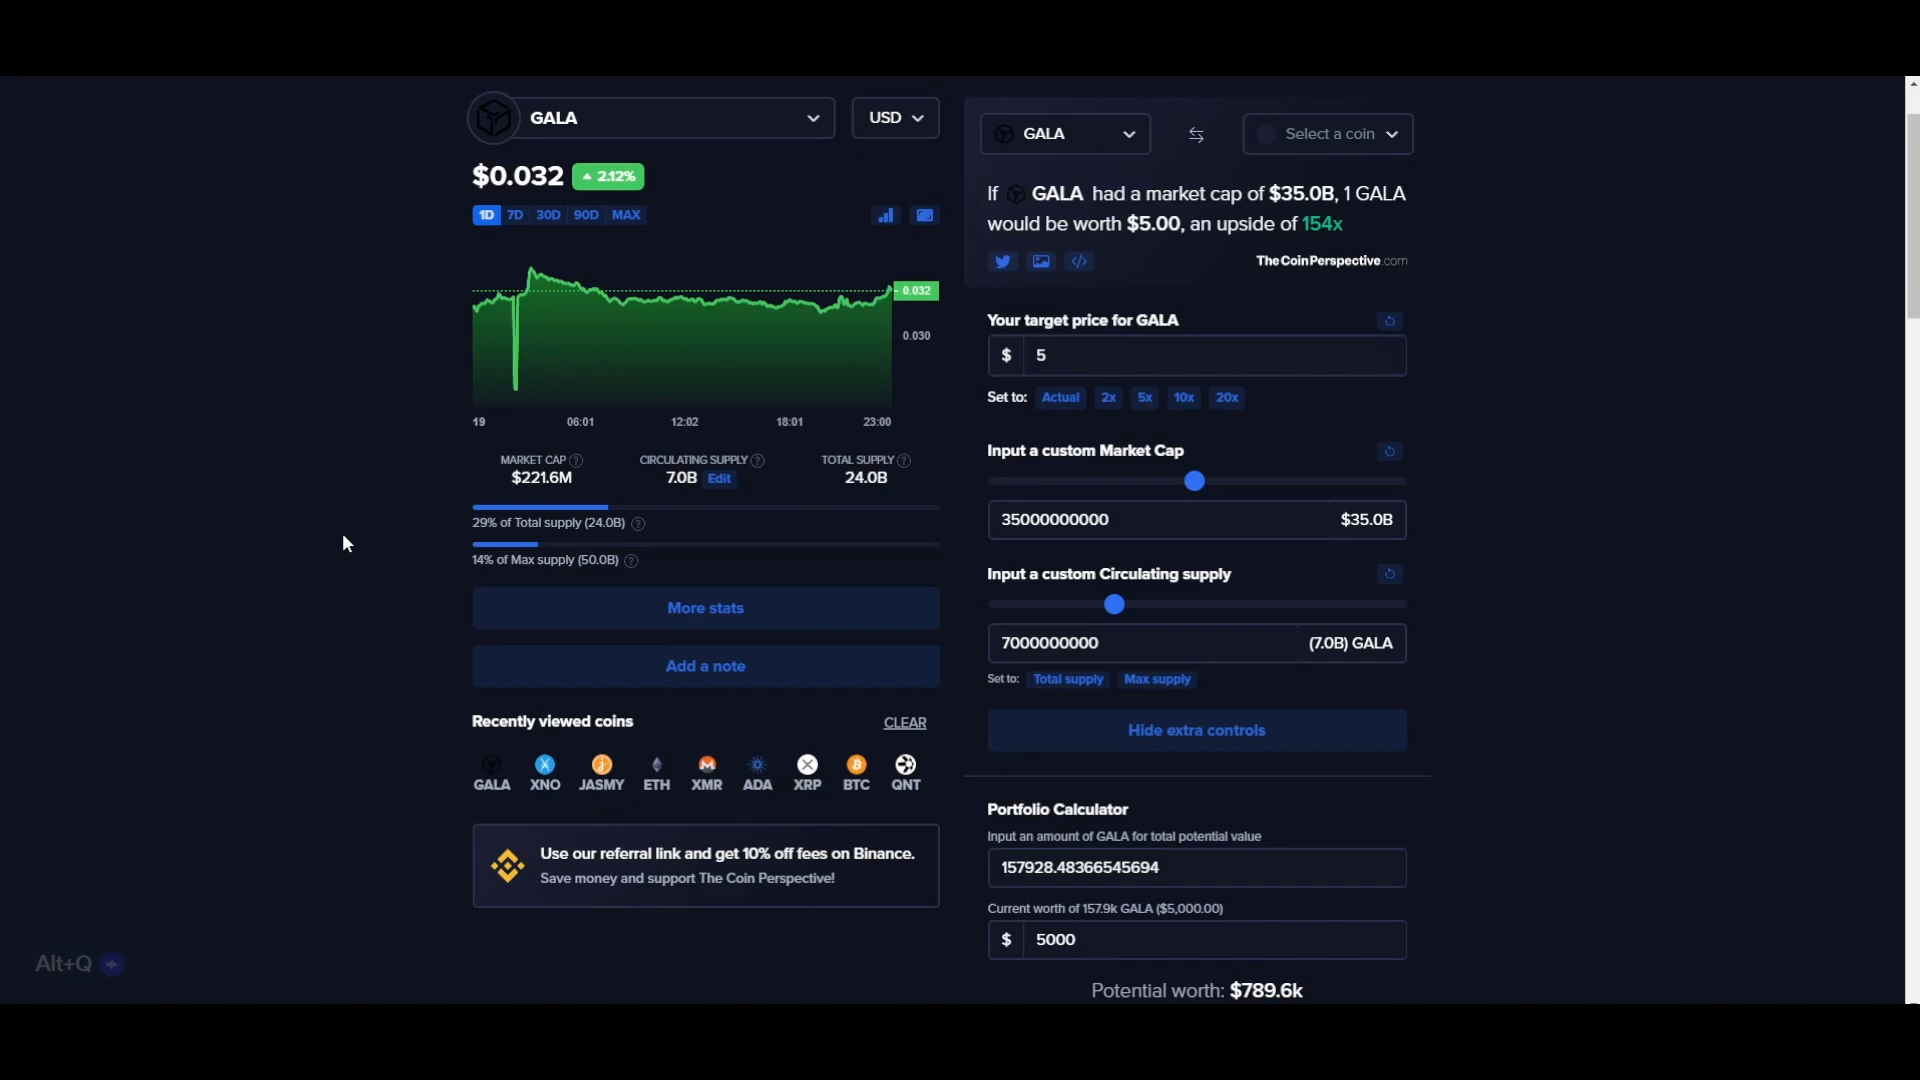 GALA
USD
$0.032
2.12%
1D 7D 30D 90D MAX
0.032
0.030
19 06:01 12:02 18:01 23:00
MARKET CAP ? CIRCULATING SUPPLY ? TOTAL SUPPLY ?
$221.6M 7.0B Edit 24.0B
29% of Total supply (24.0B) ?
14% of Max supply (50.0B) ?
More stats
Add a note
Recently viewed coins CLEAR
GALA XNO JASMY ETH XMR ADA XRP BTC QNT
Use our referral link and get 10% off fees on Binance.
Save money and support The Coin Perspective!
Alt+Q
GALA Select a coin
If GALA had a market cap of $35.0B, 1 GALA
would be worth $5.00, an upside of 154x
TheCoinPerspective.com
Your target price for GALA
$ 5
Set to: Actual 2x 5x 10x 20x
Input a custom Market Cap
35000000000 $35.0B
Input a custom Circulating supply
7000000000 (7.0B) GALA
Set to: Total supply Max supply
Hide extra controls
Portfolio Calculator
Input an amount of GALA for total potential value
157928.48366545694
Current worth of 157.9k GALA ($5,000.00)
$ 5000
Potential worth: $789.6k